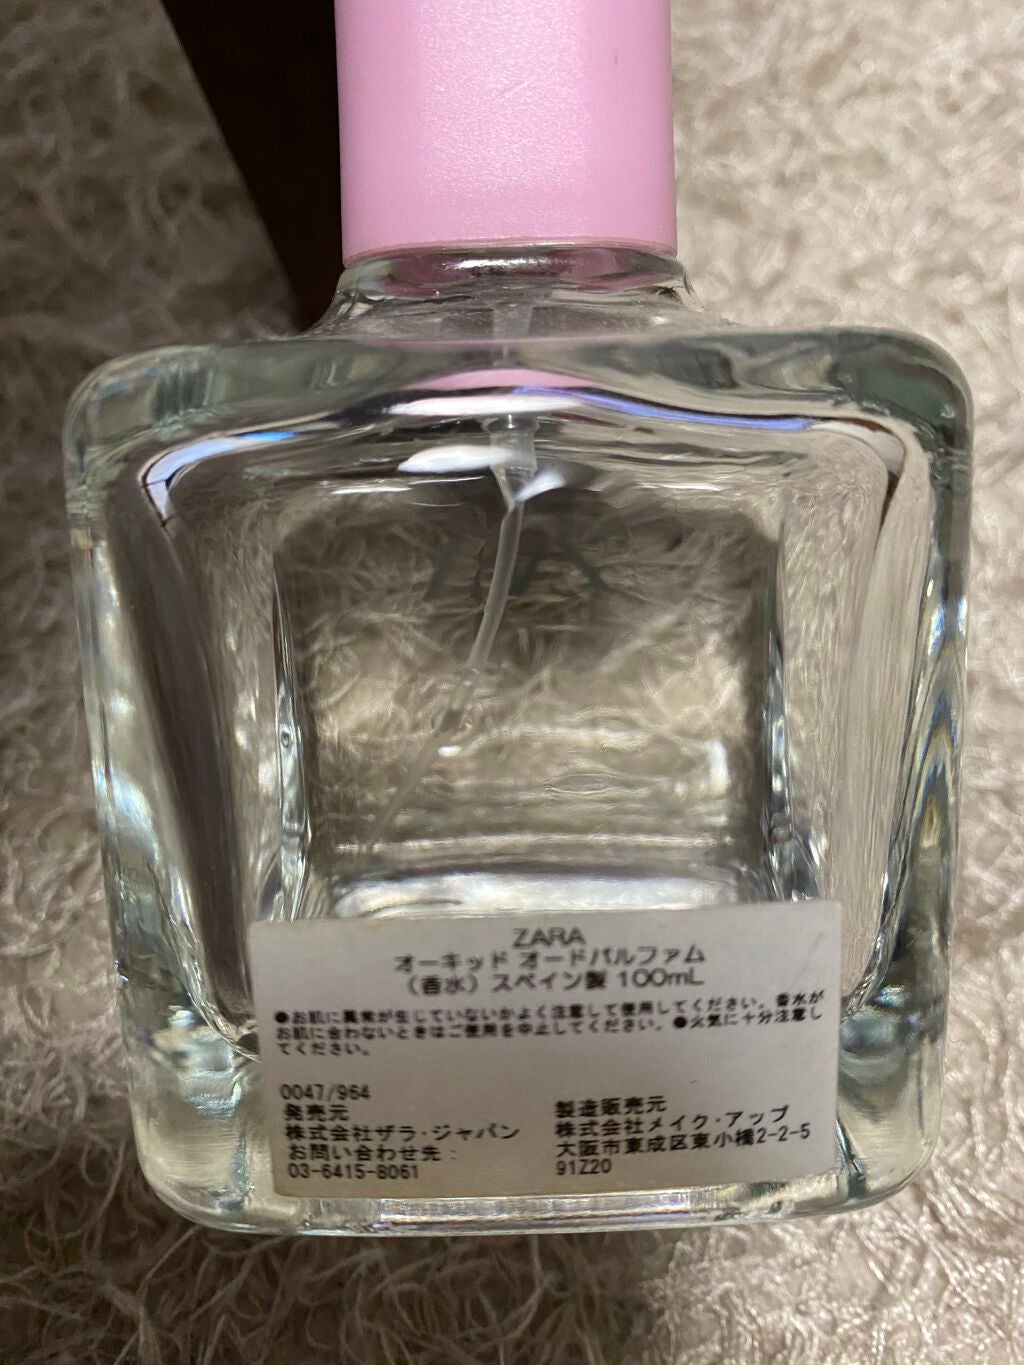 ZARA
オーキッド オードパルファム
（香水）スペイン製 100mL
●お肌に異常が生じていないかよく注意して使用してください。香水が
お肌に合わないときはご使用を中止してください。●火気に十分注意し
てください。
0047/964
発売元
株式会社ザラ・ジャパン
お問い合わせ先：
03-6415-8061
製造販売元
株式会社メイク・アップ
大阪市東成区東小橋2-2-5
91Z20